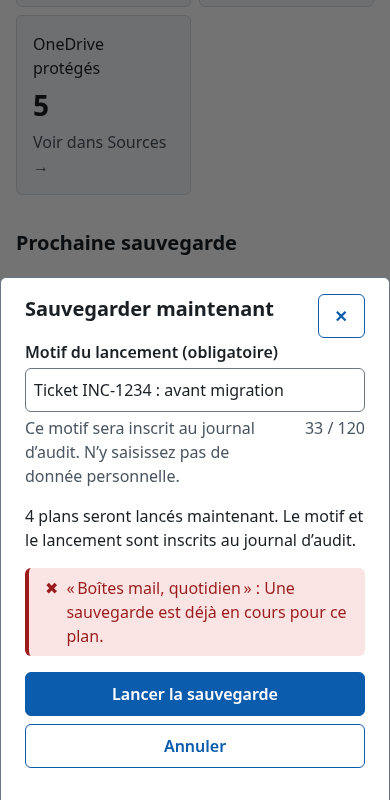 OneDrive
protégés
5
Voir dans Sources
→
Prochaine sauvegarde
Sauvegarder maintenant
×
Motif du lancement (obligatoire)
Ticket INC-1234 : avant migration
Ce motif sera inscrit au journal
d’audit. N’y saisissez pas de
donnée personnelle.
33 / 120
4 plans seront lancés maintenant. Le motif et
le lancement sont inscrits au journal d’audit.
✖ « Boîtes mail, quotidien » : Une
sauvegarde est déjà en cours pour ce
plan.
Lancer la sauvegarde
Annuler